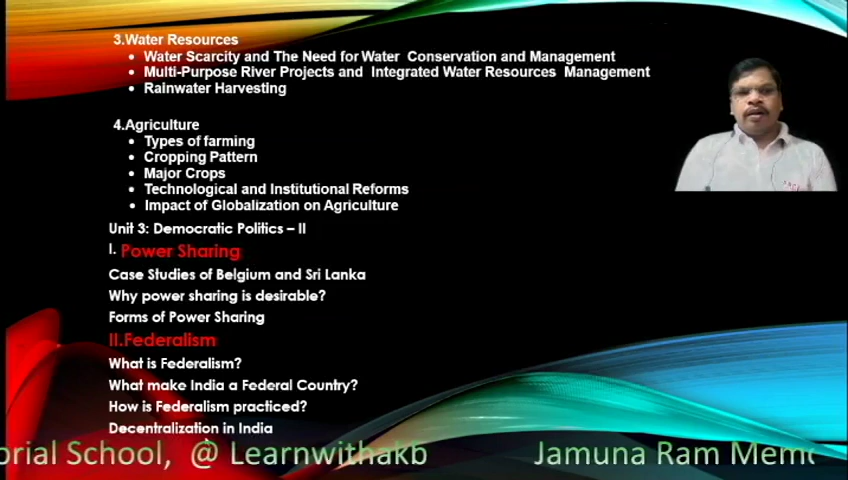 3.Water Resources
• Water Scarcity and The Need for Water Conservation and Management
• Multi-Purpose River Projects and Integrated Water Resources Management
• Rainwater Harvesting
4.Agriculture
• Types of farming
• Cropping Pattern
• Major Crops
• Technological and Institutional Reforms
• Impact of Globalization on Agriculture
Unit 3: Democratic Politics – II
I. Power Sharing
Case Studies of Belgium and Sri Lanka
Why power sharing is desirable?
Forms of Power Sharing
II.Federalism
What is Federalism?
What make India a Federal Country?
How is Federalism practiced?
Decentralization in India
orial School, @ Learnwithakb Jamuna Ram Memo